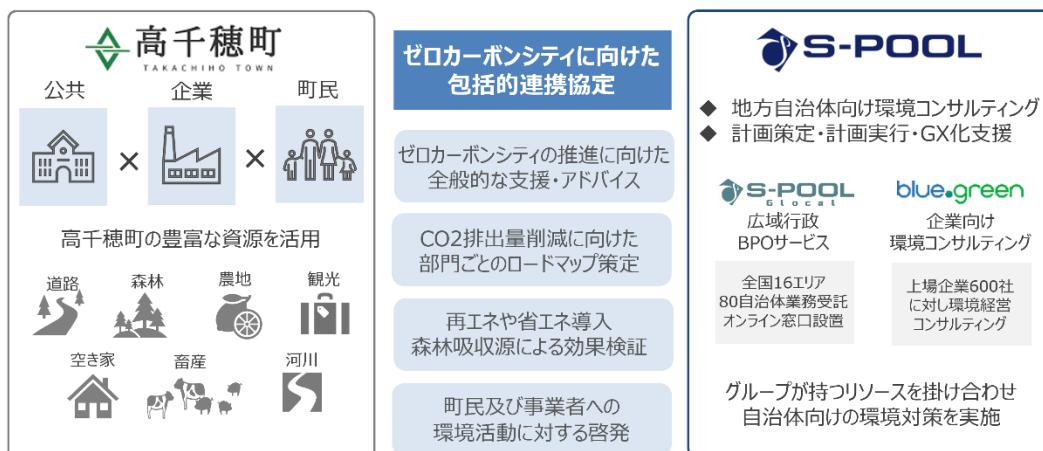 高千穂町
TAKACHIHO TOWN
公共
企業
町民
×
×
高千穂町の豊富な資源を活用
道路
森林
農地
観光
空き家
畜産
河川
ゼロカーボンシティに向けた
包括的連携協定
ゼロカーボンシティの推進に向けた
全般的な支援・アドバイス
CO2排出量削減に向けた
部門ごとのロードマップ策定
再エネや省エネ導入
森林吸収源による効果検証
町民及び事業者への
環境活動に対する啓発
S-POOL
◆ 地方自治体向け環境コンサルティング
◆ 計画策定・計画実行・GX化支援
S-POOL
Glocal
広域行政
BPOサービス
全国16エリア
80自治体業務受託
オンライン窓口設置
blue.green
企業向け
環境コンサルティング
上場企業600社
に対し環境経営
コンサルティング
グループが持つリソースを掛け合わせ
自治体向けの環境対策を実施